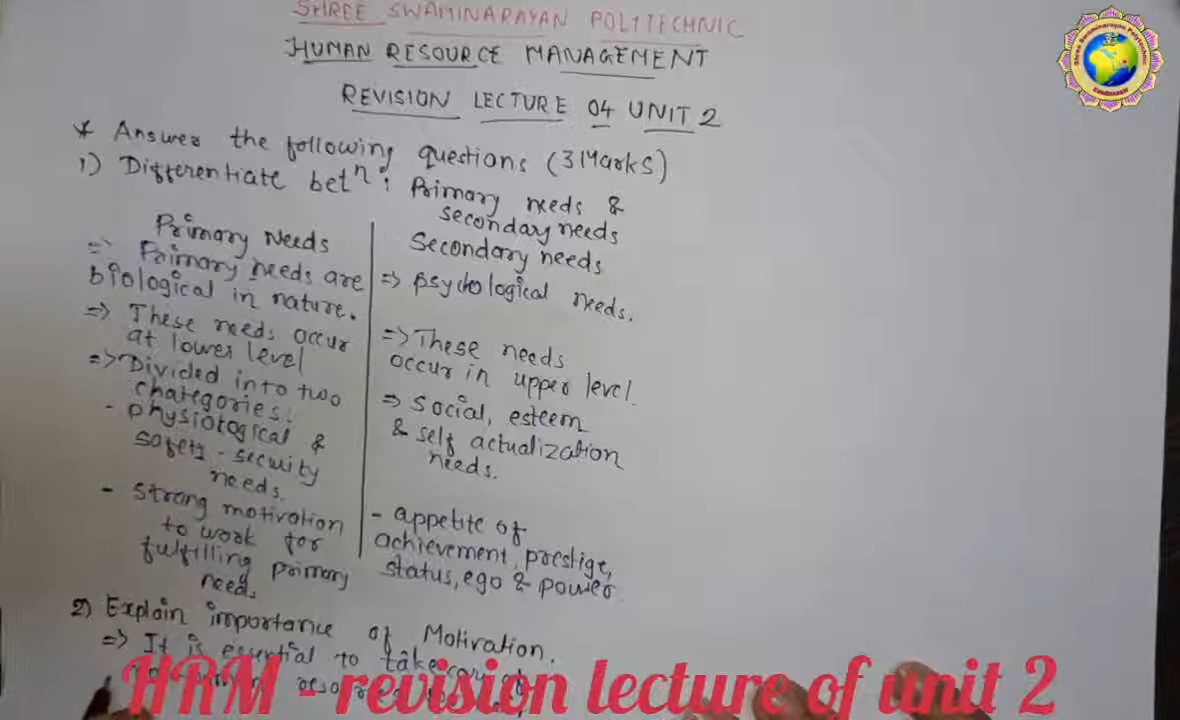 SHREE SWAMINARAYAN POLYTECHNIC
HUMAN RESOURCE MANAGEMENT
REVISION LECTURE 04 UNIT 2
* Answer the following questions (3 Marks)
1) Differentiate betn : Primary needs &
secondary needs
Primary Needs
=> Primary needs are
biological in nature.
=> These needs occur
at lower level
=> Divided into two
chategories:
- physiological &
safety - security
needs.
- Strong motivation
to work for
fulfilling primary
needs
Secondary needs
=> psychological needs.
=> These needs
occur in upper level.
=> Social, esteem
& self actualization
needs.
- appetite of
achievement, prestige,
status, ego & power.
2) Explain importance of Motivation.
=> It is essential to take care of
HRM - revision lecture of unit 2